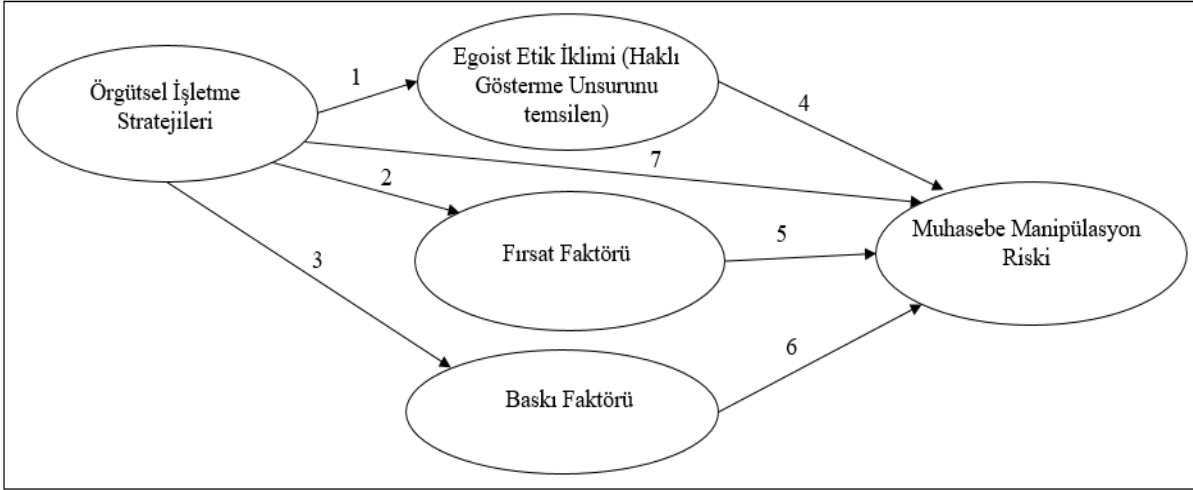 Örgütsel İşletme
Stratejileri
1
Egoist Etik İklimi (Haklı
Gösterme Unsurunu
temsilen)
4
7
2
Fırsat Faktörü
5
Muhasebe Manipülasyon
Riski
3
Baskı Faktörü
6